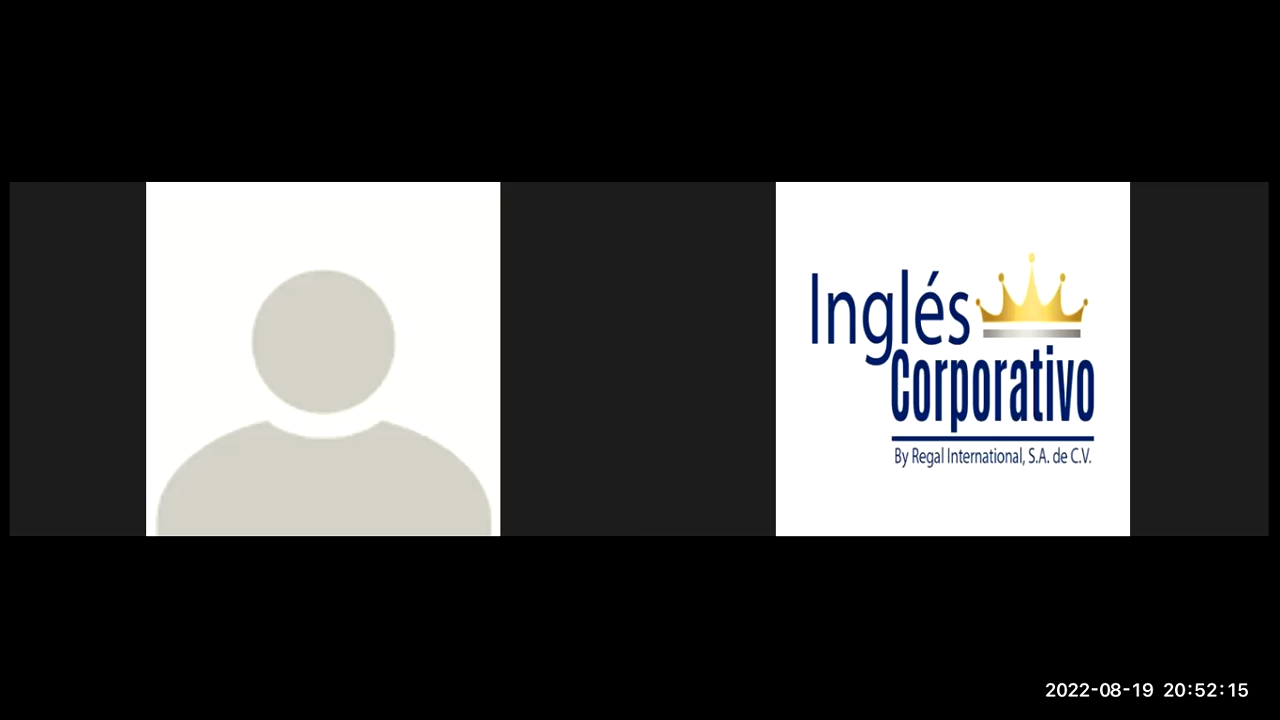 Inglés
Corporativo
By Regal International, S.A. de C.V.
2022-08-19 20:52:15